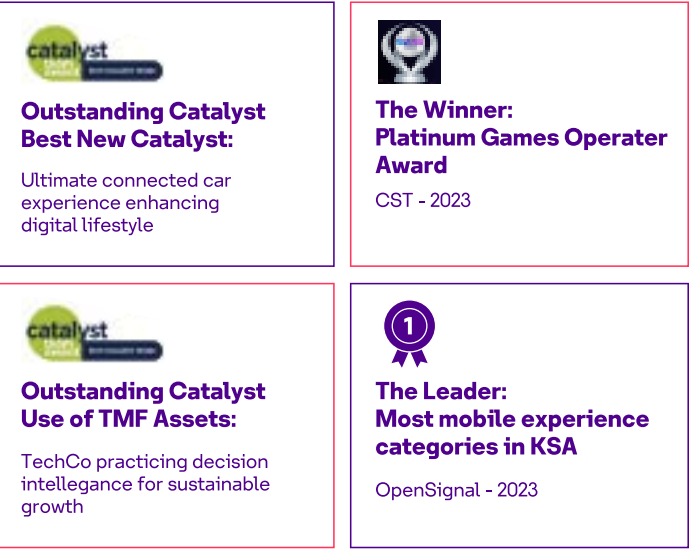 catalyst
Outstanding Catalyst
Best New Catalyst:
Ultimate connected car
experience enhancing
digital lifestyle
The Winner:
Platinum Games Operater
Award
CST - 2023
catalyst
Outstanding Catalyst
Use of TMF Assets:
TechCo practicing decision
intellegance for sustainable
growth
1
The Leader:
Most mobile experience
categories in KSA
OpenSignal - 2023